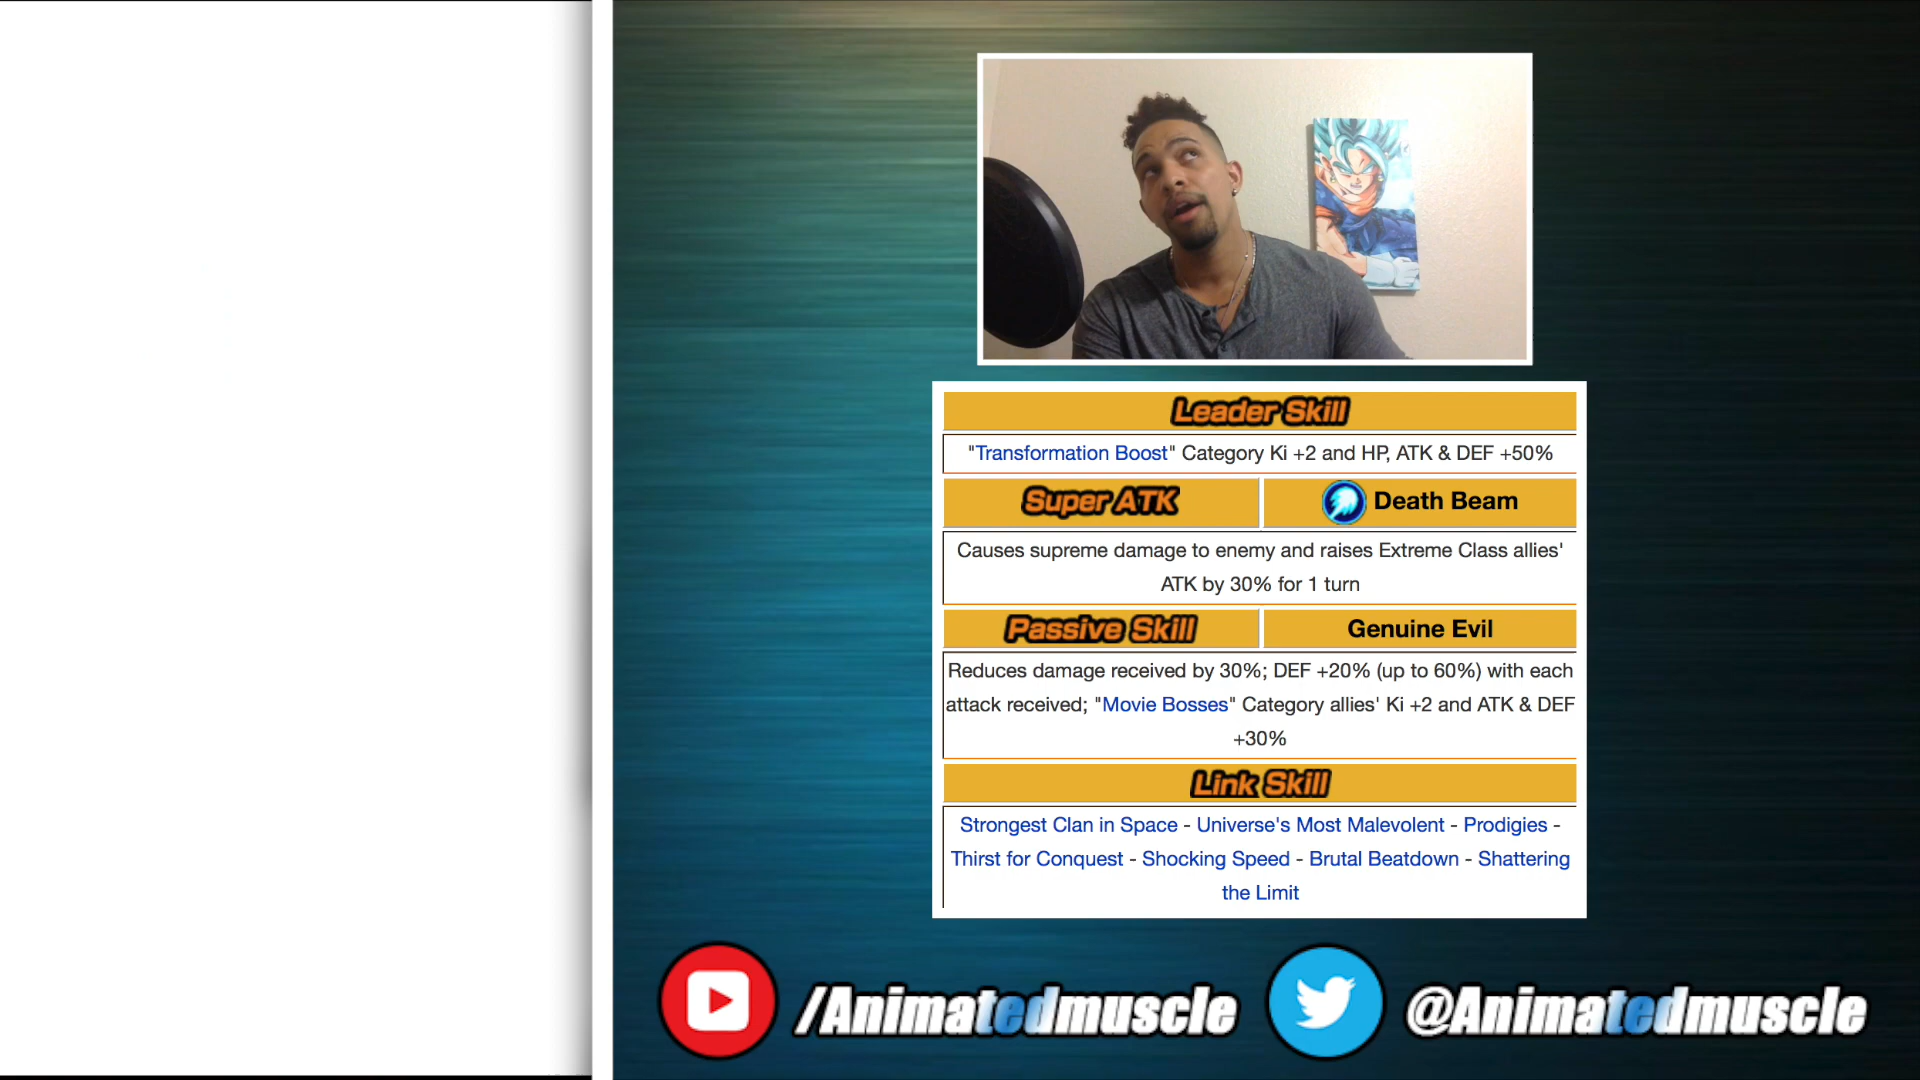 Leader Skill
"Transformation Boost" Category Ki +2 and HP, ATK & DEF +50%
Super ATK
Death Beam
Causes supreme damage to enemy and raises Extreme Class allies'
ATK by 30% for 1 turn
Passive Skill
Genuine Evil
Reduces damage received by 30%; DEF +20% (up to 60%) with each
attack received; "Movie Bosses" Category allies' Ki +2 and ATK & DEF
+30%
Link Skill
Strongest Clan in Space - Universe's Most Malevolent - Prodigies -
Thirst for Conquest - Shocking Speed - Brutal Beatdown - Shattering
the Limit
/Animatedmuscle
@Animatedmuscle